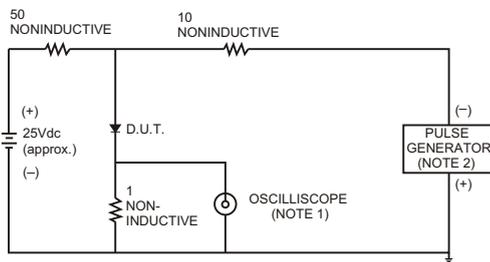 50
NONINDUCTIVE
10
NONINDUCTIVE
(+)
25Vdc
(approx.)
(–)
D.U.T.
1
NON-
INDUCTIVE
OSCILLISCOPE
(NOTE 1)
(–)
PULSE
GENERATOR
(NOTE 2)
(+)